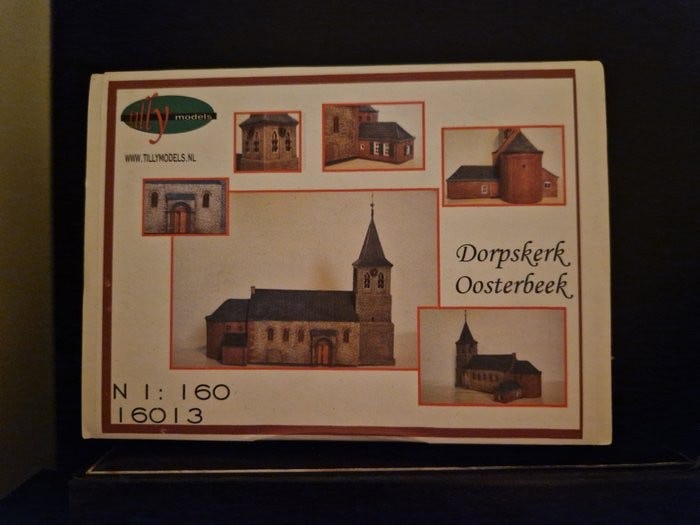 tilly models
WWW.TILLYMODELS.NL
Dorpskerk
Oosterbeek
N 1: 160
16013